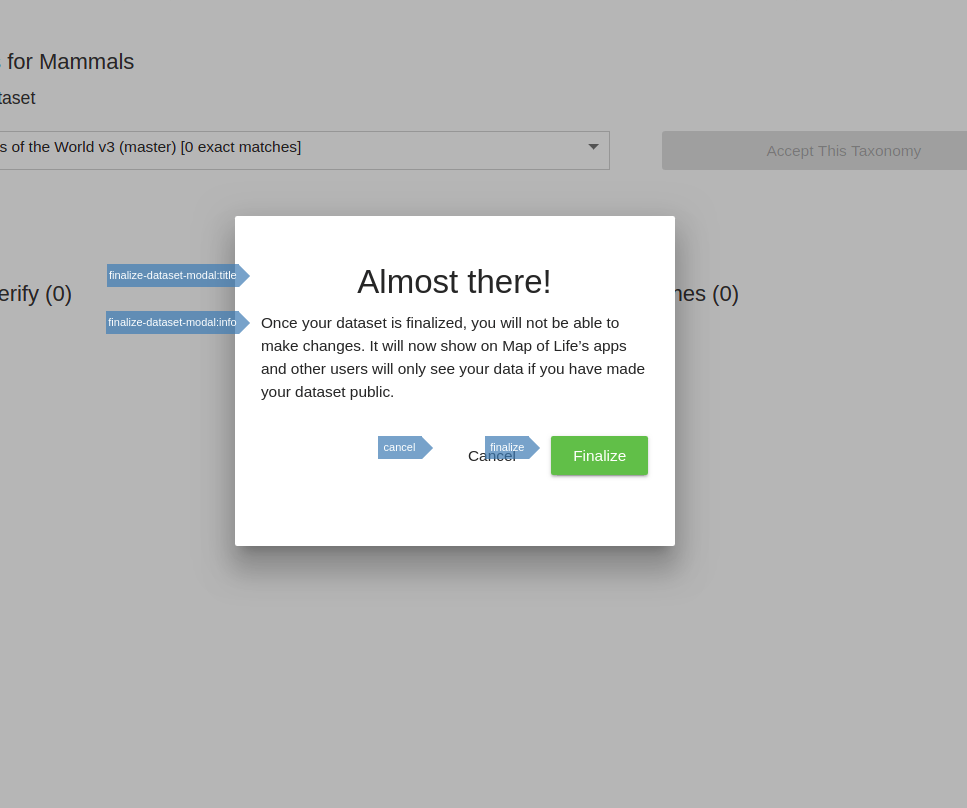 for Mammals
taset
s of the World v3 (master) [0 exact matches]
Accept This Taxonomy
erify (0)
nes (0)
finalize-dataset-modal:title
Almost there!
finalize-dataset-modal:info
Once your dataset is finalized, you will not be able to
make changes. It will now show on Map of Life’s apps
and other users will only see your data if you have made
your dataset public.
cancel
Cancel
finalize
Finalize